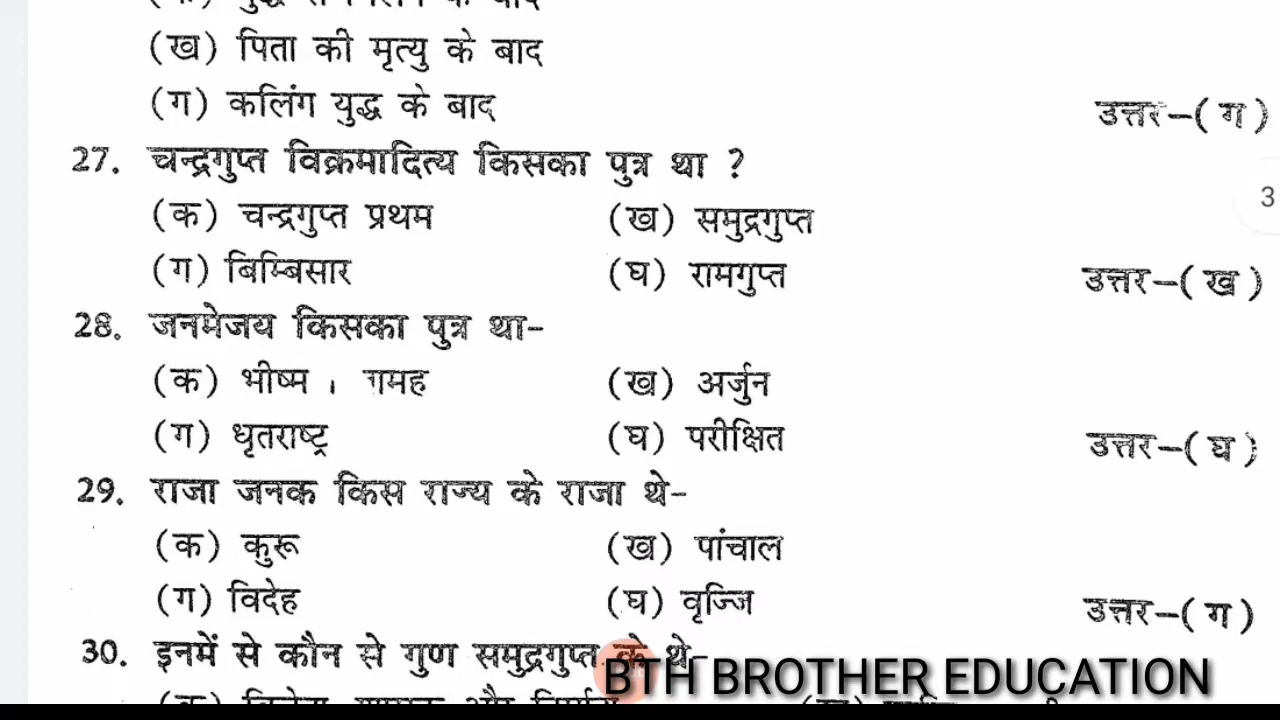 (ख) पिता की मृत्यु के बाद
(ग) कलिंग युद्ध के बाद उत्तर–(ग)
27. चन्द्रगुप्त विक्रमादित्य किसका पुत्र था ?
(क) चन्द्रगुप्त प्रथम (ख) समुद्रगुप्त
3
(ग) बिम्बिसार (घ) रामगुप्त उत्तर–(ख)
28. जनमेजय किसका पुत्र था–
(क) भीष्म (ख) अर्जुन
(ग) धृतराष्ट्र (घ) परीक्षित उत्तर–(घ)
29. राजा जनक किस राज्य के राजा थे–
(क) कुरू (ख) पांचाल
(ग) विदेह (घ) वृज्जि उत्तर–(ग)
30. इनमें से कौन से गुण समुद्रगुप्त के थे–
BTH BROTHER EDUCATION